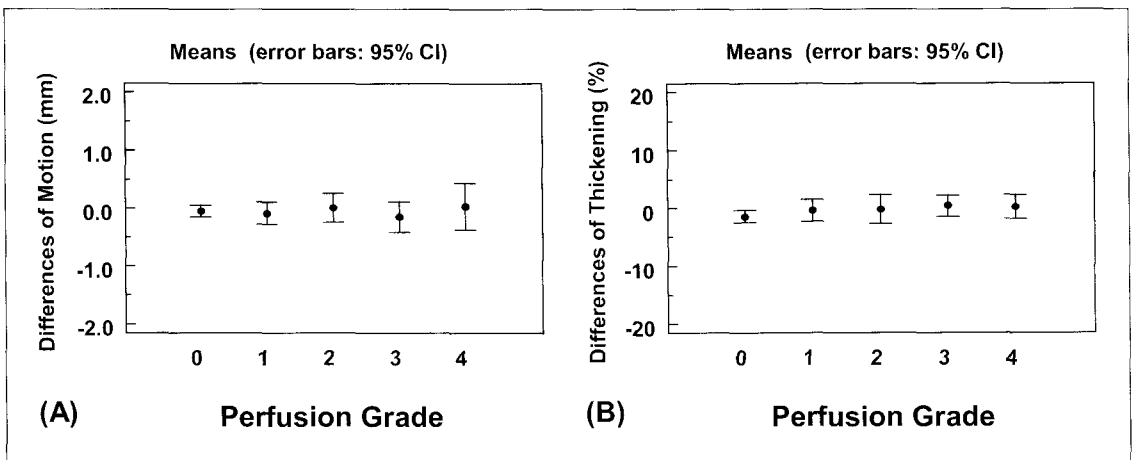 Means (error bars: 95% CI)
Differences of Motion (mm)
2.0
1.0
0.0
-1.0
-2.0
0 1 2 3 4
(A) Perfusion Grade
Means (error bars: 95% CI)
Differences of Thickening (%)
20
10
0
-10
-20
0 1 2 3 4
(B) Perfusion Grade